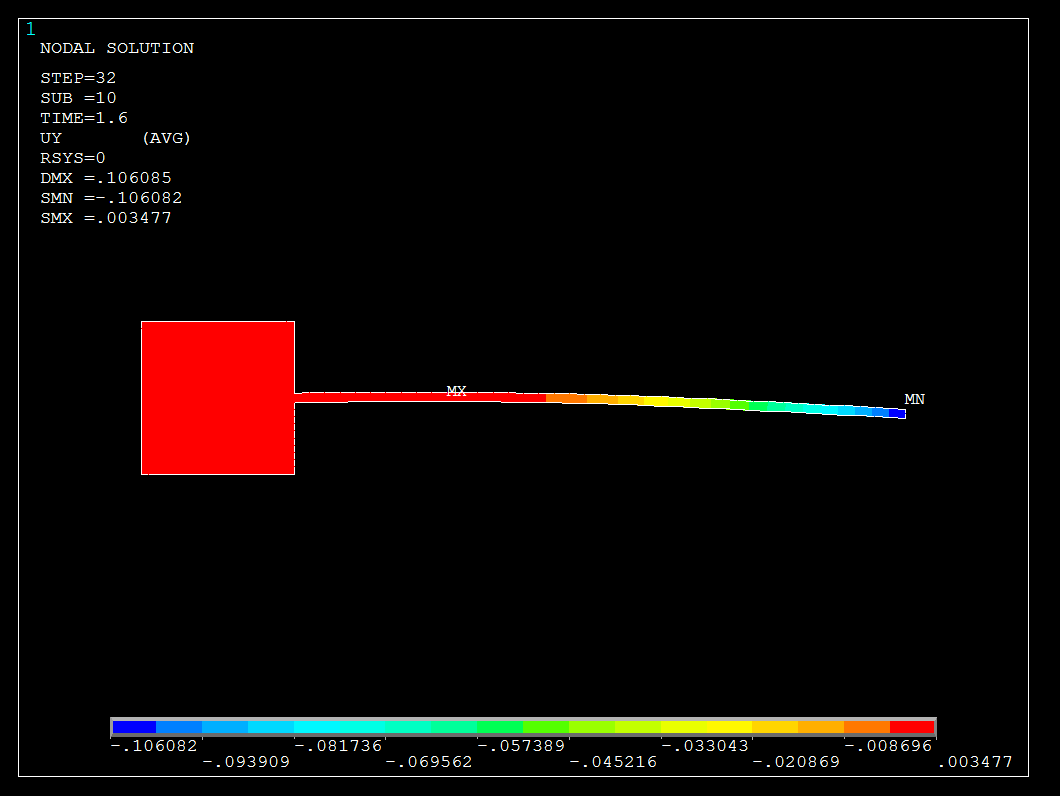 1
NODAL SOLUTION
STEP=32
SUB =10
TIME=1.6
UY (AVG)
RSYS=0
DMX =.106085
SMN =-.106082
SMX =.003477
MX
MN
-.106082 -.081736 -.057389 -.033043 -.008696
-.093909 -.069562 -.045216 -.020869 .003477